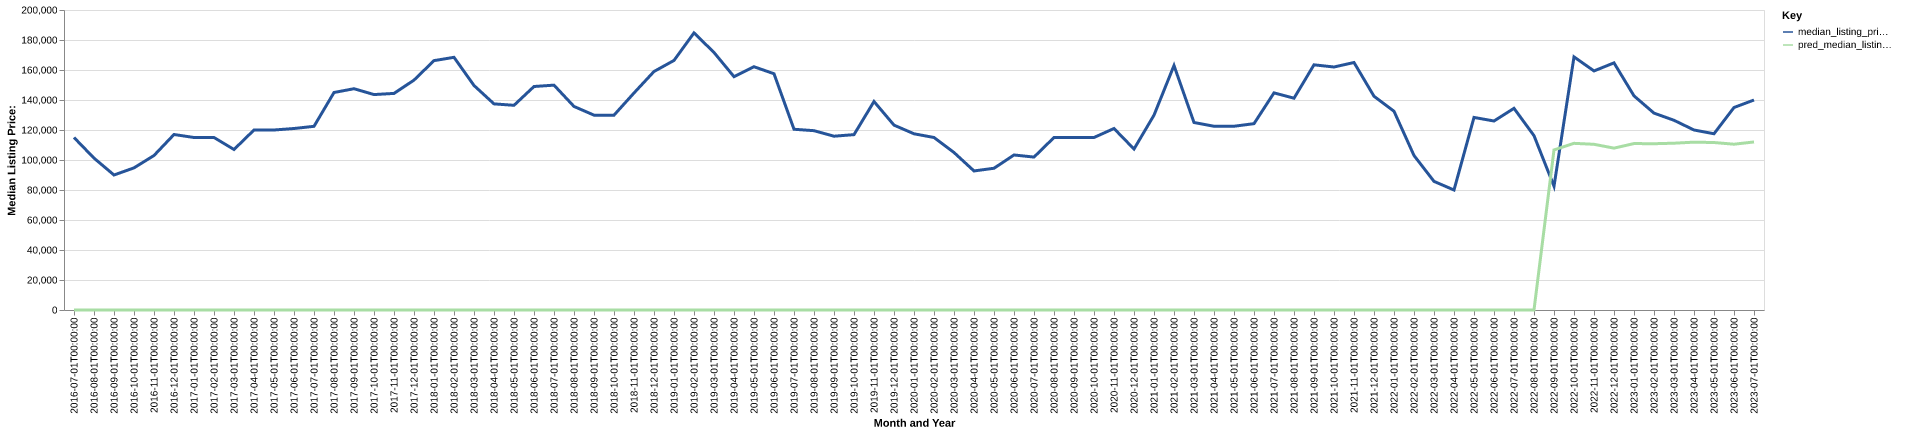 200,000
180,000
160,000
140,000
120,000
100,000
80,000
60,000
40,000
20,000
0
Median Listing Price:
2016-07-01T00:00:00
2016-08-01T00:00:00
2016-09-01T00:00:00
2016-10-01T00:00:00
2016-11-01T00:00:00
2016-12-01T00:00:00
2017-01-01T00:00:00
2017-02-01T00:00:00
2017-03-01T00:00:00
2017-04-01T00:00:00
2017-05-01T00:00:00
2017-06-01T00:00:00
2017-07-01T00:00:00
2017-08-01T00:00:00
2017-09-01T00:00:00
2017-10-01T00:00:00
2017-11-01T00:00:00
2017-12-01T00:00:00
2018-01-01T00:00:00
2018-02-01T00:00:00
2018-03-01T00:00:00
2018-04-01T00:00:00
2018-05-01T00:00:00
2018-06-01T00:00:00
2018-07-01T00:00:00
2018-08-01T00:00:00
2018-09-01T00:00:00
2018-10-01T00:00:00
2018-11-01T00:00:00
2018-12-01T00:00:00
2019-01-01T00:00:00
2019-02-01T00:00:00
2019-03-01T00:00:00
2019-04-01T00:00:00
2019-05-01T00:00:00
2019-06-01T00:00:00
2019-07-01T00:00:00
2019-08-01T00:00:00
2019-09-01T00:00:00
2019-10-01T00:00:00
2019-11-01T00:00:00
2019-12-01T00:00:00
2020-01-01T00:00:00
2020-02-01T00:00:00
2020-03-01T00:00:00
2020-04-01T00:00:00
2020-05-01T00:00:00
2020-06-01T00:00:00
2020-07-01T00:00:00
2020-08-01T00:00:00
2020-09-01T00:00:00
2020-10-01T00:00:00
2020-11-01T00:00:00
2020-12-01T00:00:00
2021-01-01T00:00:00
2021-02-01T00:00:00
2021-03-01T00:00:00
2021-04-01T00:00:00
2021-05-01T00:00:00
2021-06-01T00:00:00
2021-07-01T00:00:00
2021-08-01T00:00:00
2021-09-01T00:00:00
2021-10-01T00:00:00
2021-11-01T00:00:00
2021-12-01T00:00:00
2022-01-01T00:00:00
2022-02-01T00:00:00
2022-03-01T00:00:00
2022-04-01T00:00:00
2022-05-01T00:00:00
2022-06-01T00:00:00
2022-07-01T00:00:00
2022-08-01T00:00:00
2022-09-01T00:00:00
2022-10-01T00:00:00
2022-11-01T00:00:00
2022-12-01T00:00:00
2023-01-01T00:00:00
2023-02-01T00:00:00
2023-03-01T00:00:00
2023-04-01T00:00:00
2023-05-01T00:00:00
2023-06-01T00:00:00
2023-07-01T00:00:00
Month and Year
Key
median_listing_pri…
pred_median_listin…